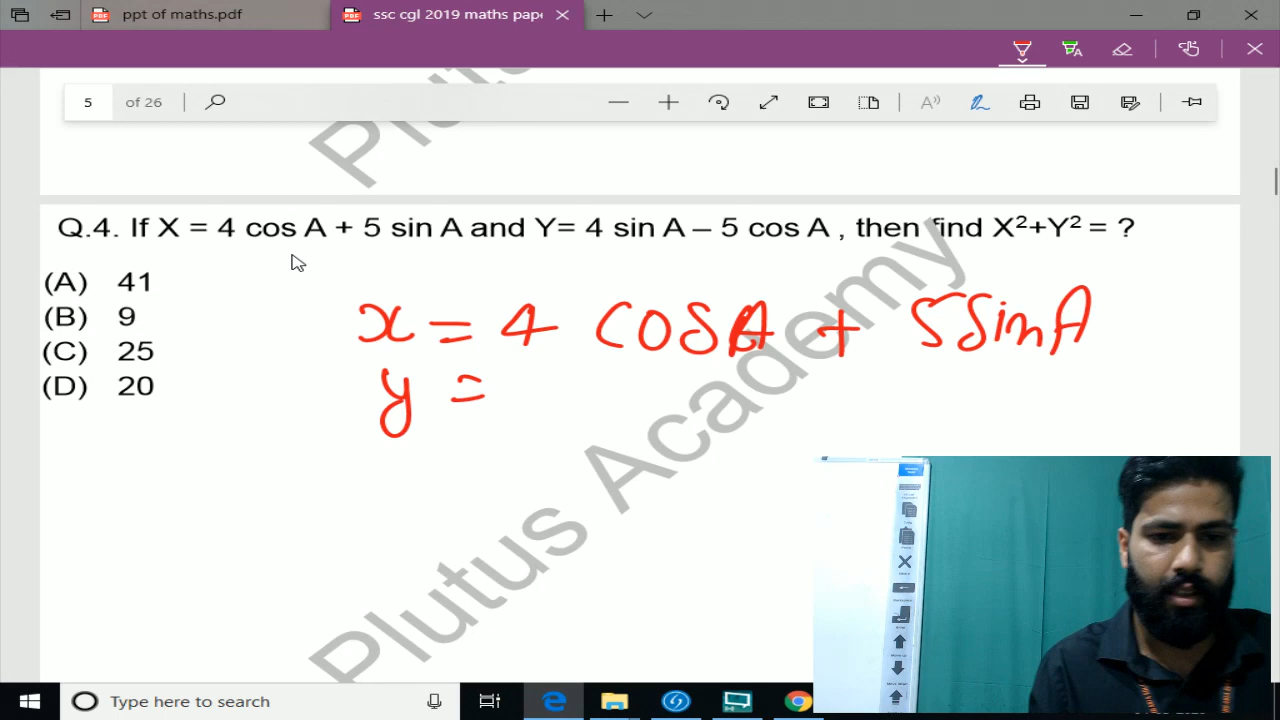 ppt of maths.pdf
ssc cgl 2019 maths pape
5 of 26
Plutus Academy
Q.4. If X = 4 cos A + 5 sin A and Y= 4 sin A – 5 cos A , then find X²+Y² = ?
(A) 41
(B) 9
(C) 25
(D) 20
x = 4 cosA + 5sinA
y =
Plutus Academy
Type here to search